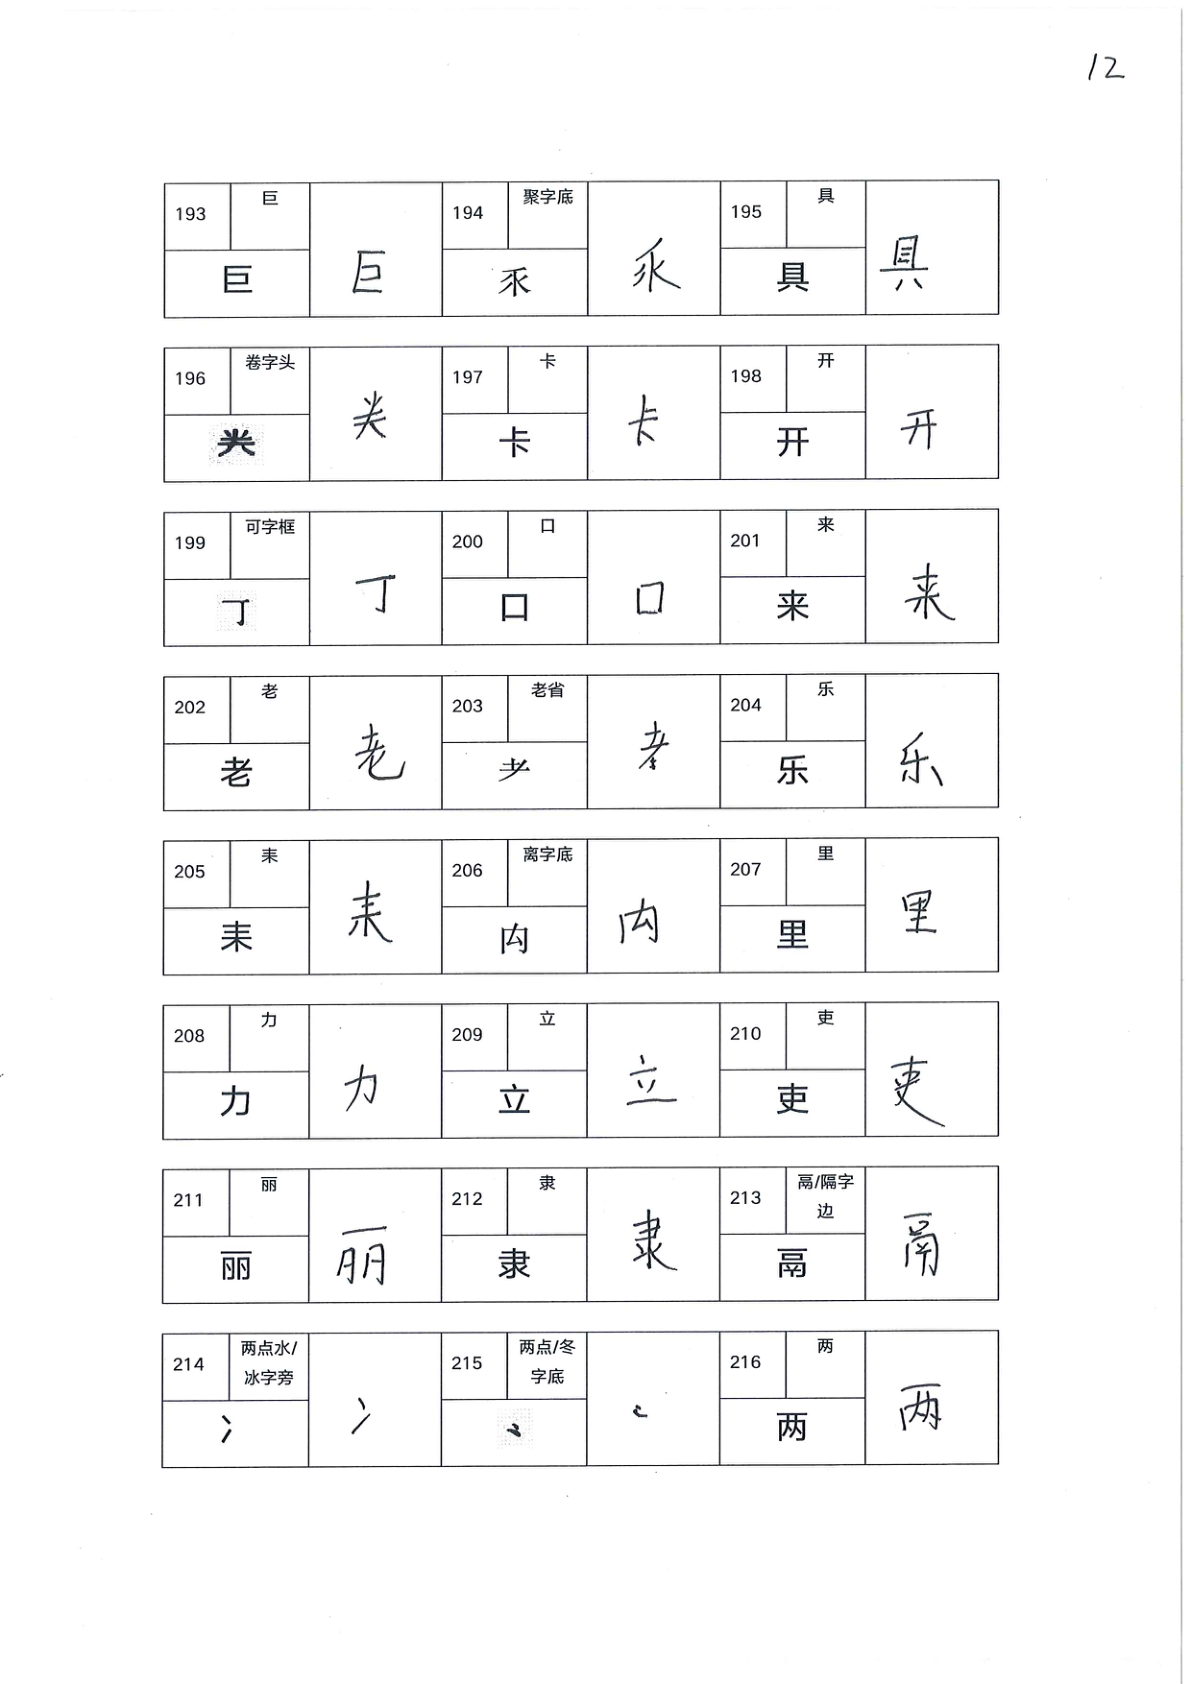 12
193 巨 194 聚字底 195 具
巨 巨 乑 乑 具 具
196 卷字头 197 卡 198 开
龹 龹 卡 卡 开 开
199 可字框 200 口 201 来
丁 丁 口 口 来 来
202 老 203 老省 204 乐
老 老 耂 乐 乐
205 耒 206 离字底 207 里
耒 耒 禸 禸 里 里
208 力 209 立 210 吏
力 力 立 立 吏 吏
211 丽 212 隶 213 鬲/隔字
边
丽 丽 隶 隶 鬲 鬲
214 两点水/ 215 两点/冬 216 两
冰字旁 字底
冫 冫 ⺀ 两 两